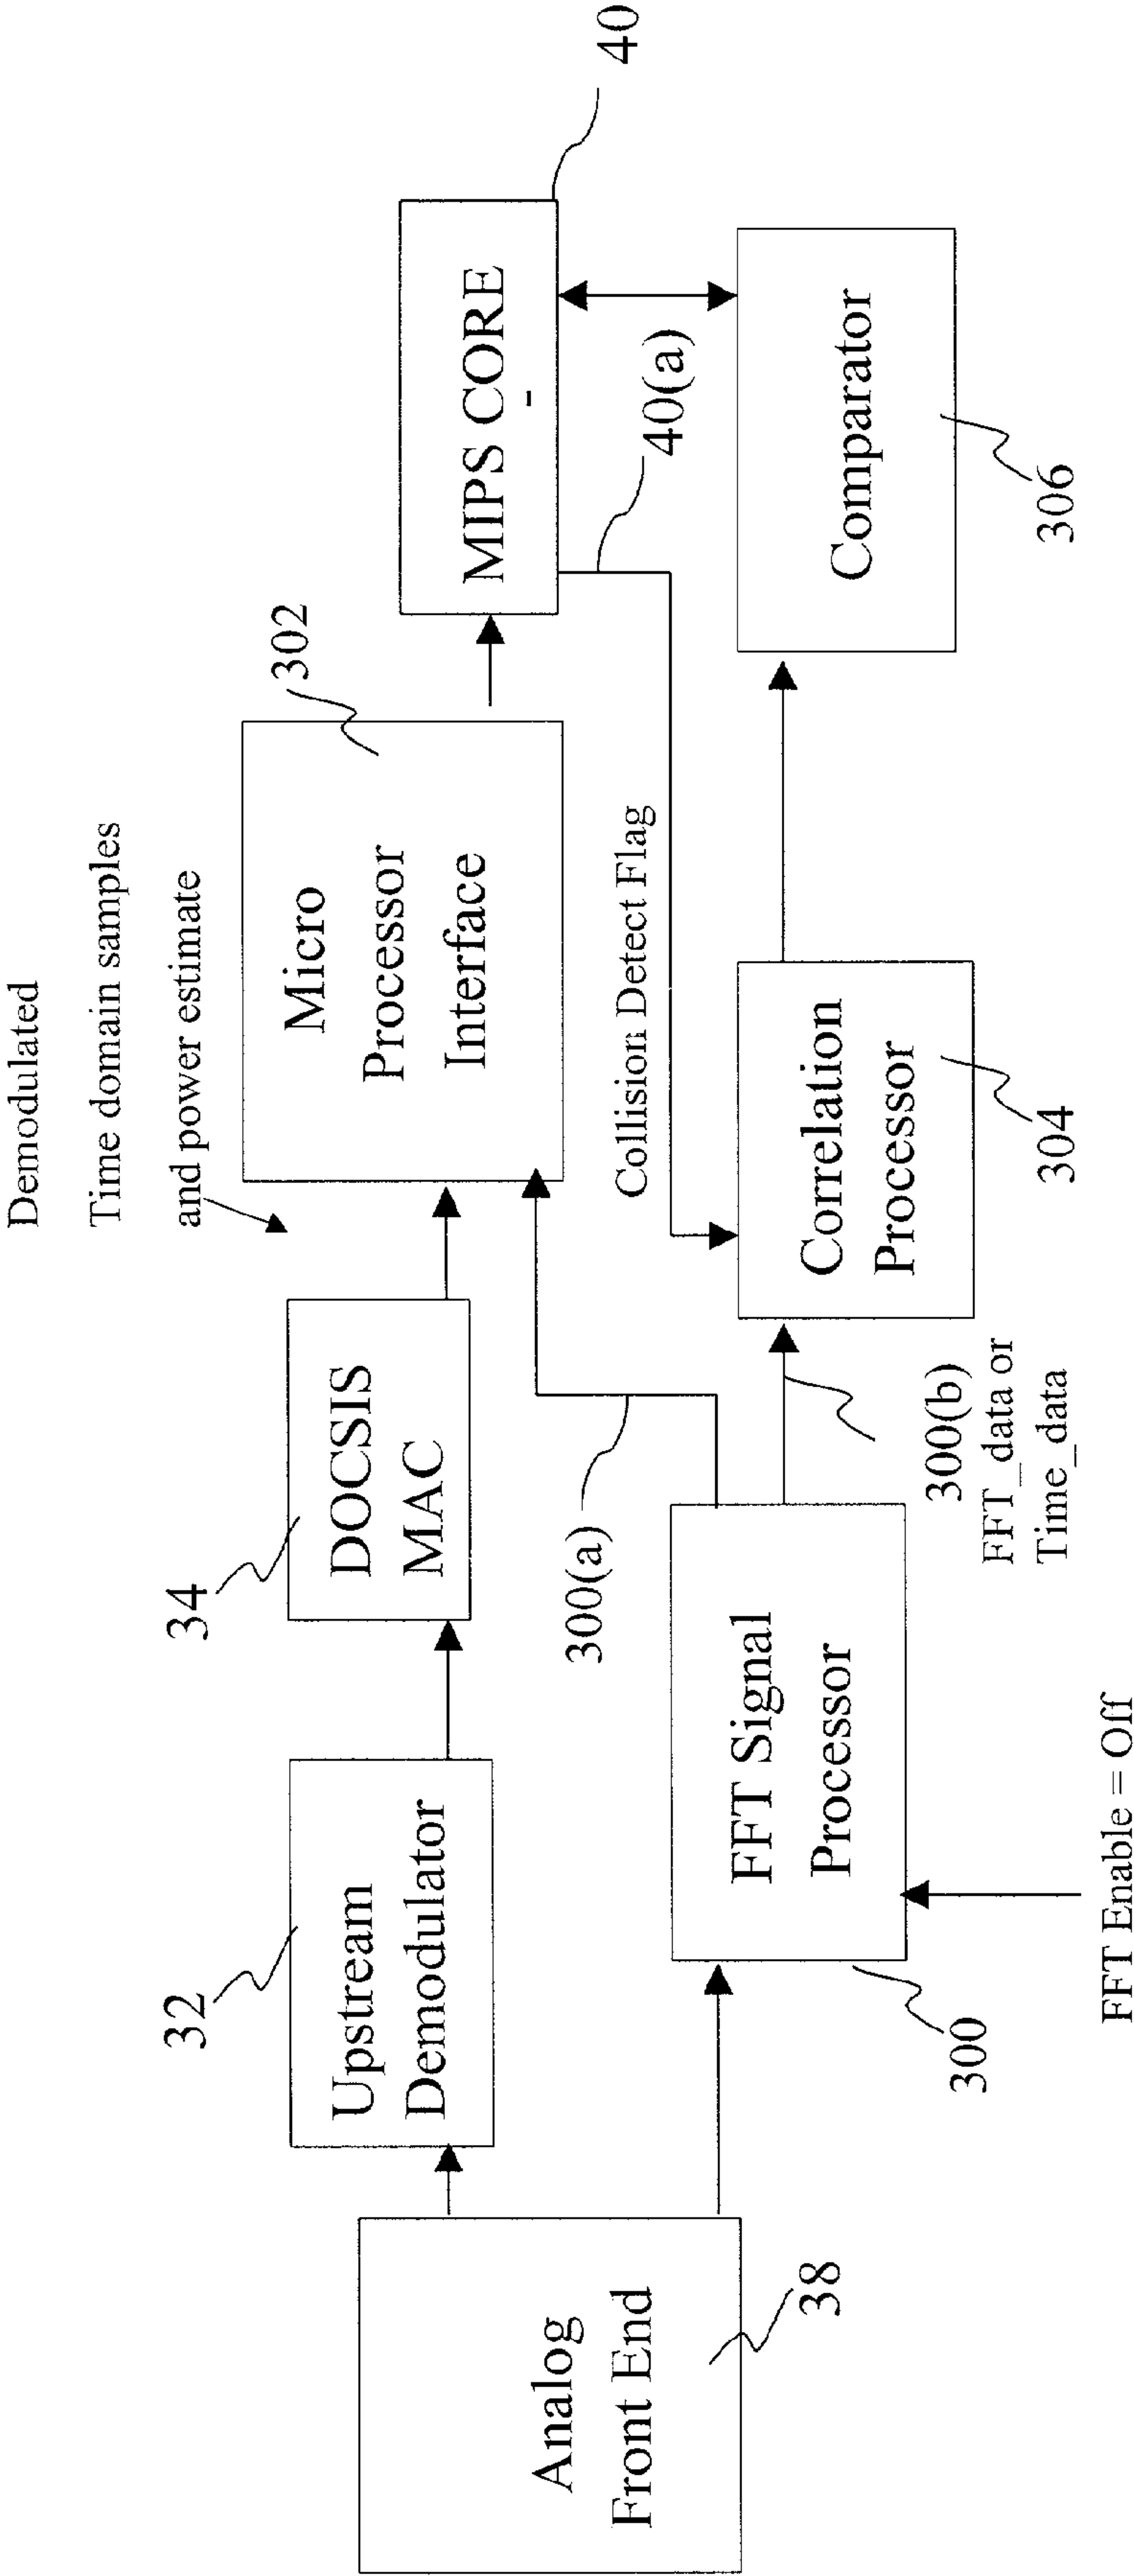 Demodulated
Time domain samples
and power estimate
302
40
Micro
Processor
Interface
MIPS CORE
-
34
DOCSIS
MAC
32
Upstream
Demodulator
Analog
Front End
38
300(a)
Collision Detect Flag
40(a)
FFT Signal
Processor
300
FFT Enable = Off
300(b)
FFT_data or
Time_data
Correlation
Processor
304
Comparator
306